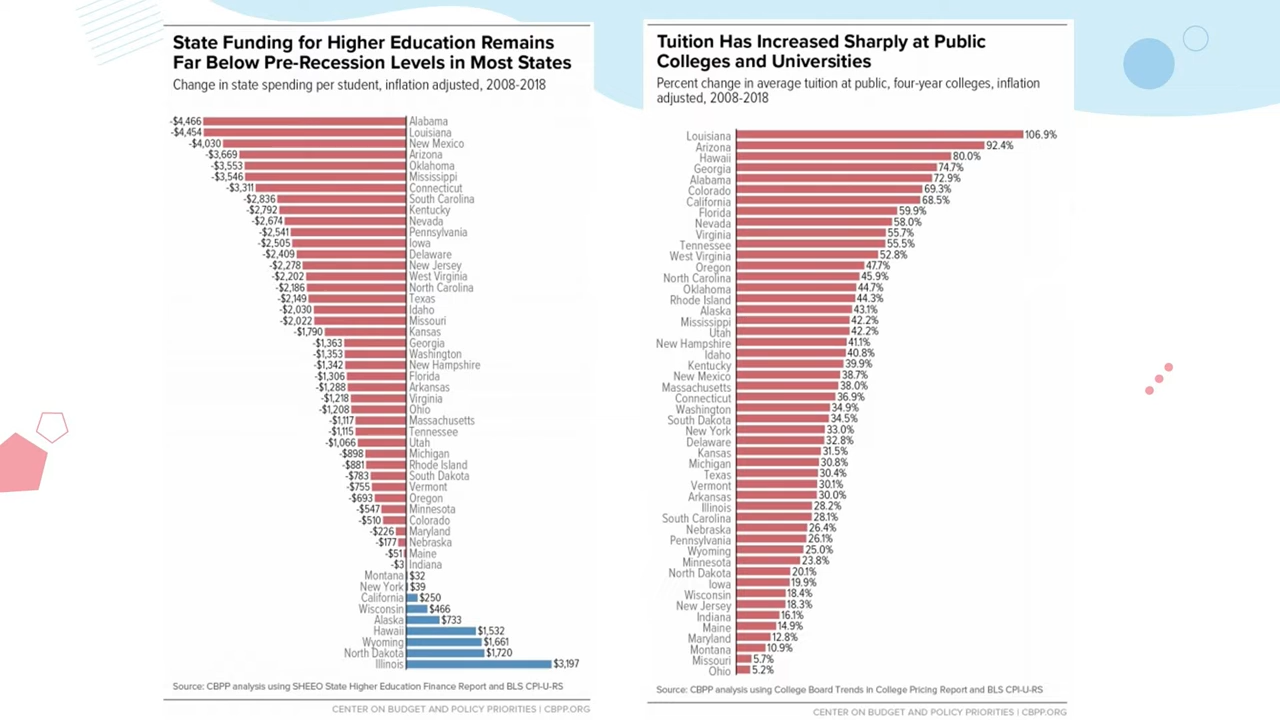 State Funding for Higher Education Remains
Far Below Pre-Recession Levels in Most States
Change in state spending per student, inflation adjusted, 2008-2018
-$4,466 Alabama
-$4,454 Louisiana
-$4,030 New Mexico
-$3,669 Arizona
-$3,553 Oklahoma
-$3,546 Mississippi
-$3,311 Connecticut
-$2,836 South Carolina
-$2,792 Kentucky
-$2,674 Nevada
-$2,541 Pennsylvania
-$2,505 Iowa
-$2,409 Delaware
-$2,278 New Jersey
-$2,202 West Virginia
-$2,186 North Carolina
-$2,149 Texas
-$2,030 Idaho
-$2,022 Missouri
-$1,790 Kansas
-$1,363 Georgia
-$1,353 Washington
-$1,342 New Hampshire
-$1,306 Florida
-$1,288 Arkansas
-$1,218 Virginia
-$1,208 Ohio
-$1,117 Massachusetts
-$1,115 Tennessee
-$1,066 Utah
-$898 Michigan
-$881 Rhode Island
-$783 South Dakota
-$755 Vermont
-$693 Oregon
-$547 Minnesota
-$510 Colorado
-$226 Maryland
-$177 Nebraska
-$51 Maine
-$3 Indiana
Montana $32
New York $39
California $250
Wisconsin $466
Alaska $733
Hawaii $1,532
Wyoming $1,661
North Dakota $1,720
Illinois $3,197
Source: CBPP analysis using SHEEO State Higher Education Finance Report and BLS CPI-U-RS
CENTER ON BUDGET AND POLICY PRIORITIES | CBPP.ORG
Tuition Has Increased Sharply at Public
Colleges and Universities
Percent change in average tuition at public, four-year colleges, inflation
adjusted, 2008-2018
Louisiana 106.9%
Arizona 92.4%
Hawaii 80.0%
Georgia 74.7%
Alabama 72.9%
Colorado 69.3%
California 68.5%
Florida 59.9%
Nevada 58.0%
Virginia 55.7%
Tennessee 55.5%
West Virginia 52.8%
Oregon 47.7%
North Carolina 45.9%
Oklahoma 44.7%
Rhode Island 44.3%
Alaska 43.1%
Mississippi 42.2%
Utah 42.2%
New Hampshire 41.1%
Idaho 40.8%
Kentucky 39.9%
New Mexico 38.7%
Massachusetts 38.0%
Connecticut 36.9%
Washington 34.9%
South Dakota 34.5%
New York 33.0%
Delaware 32.8%
Kansas 31.5%
Michigan 30.8%
Texas 30.4%
Vermont 30.1%
Arkansas 30.0%
Illinois 28.2%
South Carolina 28.1%
Nebraska 26.4%
Pennsylvania 26.1%
Wyoming 25.0%
Minnesota 23.8%
North Dakota 20.1%
Iowa 19.9%
Wisconsin 18.4%
New Jersey 18.3%
Indiana 16.1%
Maine 14.9%
Maryland 12.8%
Montana 10.9%
Missouri 5.7%
Ohio 5.2%
Source: CBPP analysis using College Board Trends in College Pricing Report and BLS CPI-U-RS
CENTER ON BUDGET AND POLICY PRIORITIES | CBPP.ORG